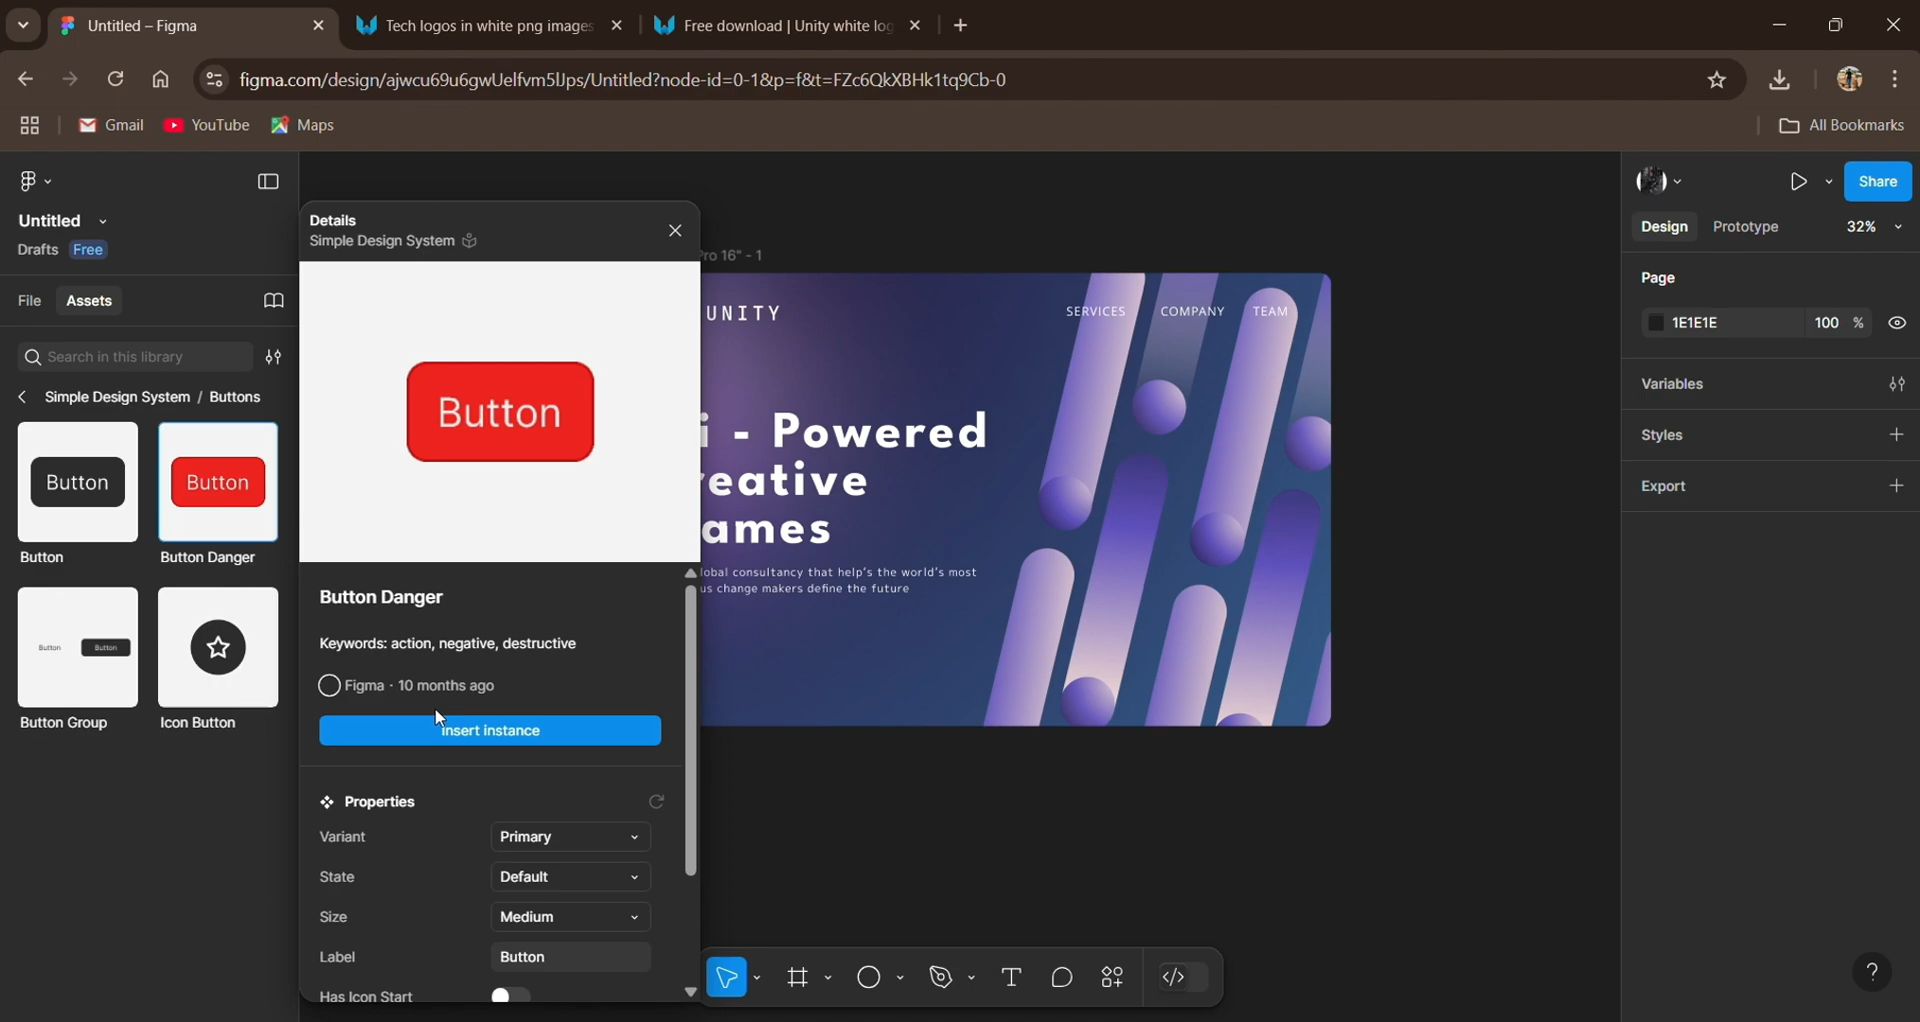 Untitled – Figma
Tech logos in white png images
Free download | Unity white log
figma.com/design/ajwcu69u6gwUelfvm5lJps/Untitled?node-id=0-1&p=f&t=FZc6QkXBHk1tq9Cb-0
Gmail
YouTube
Maps
All Bookmarks
Untitled
Drafts Free
File Assets
Search in this library
Simple Design System / Buttons
Button
Button
Button
Button Danger
Button Button
Button Group
Icon Button
Details
Simple Design System
Button
Button Danger
Keywords: action, negative, destructive
Figma · 10 months ago
Insert instance
Properties
Variant Primary
State Default
Size Medium
Label Button
Has Icon Start
Pro 16" - 1
UNITY
SERVICES COMPANY TEAM
i - Powered
reative
ames
lobal consultancy that help's the world's most
us change makers define the future
Share
Design Prototype 32%
Page
1E1E1E 100 %
Variables
Styles
Export
?